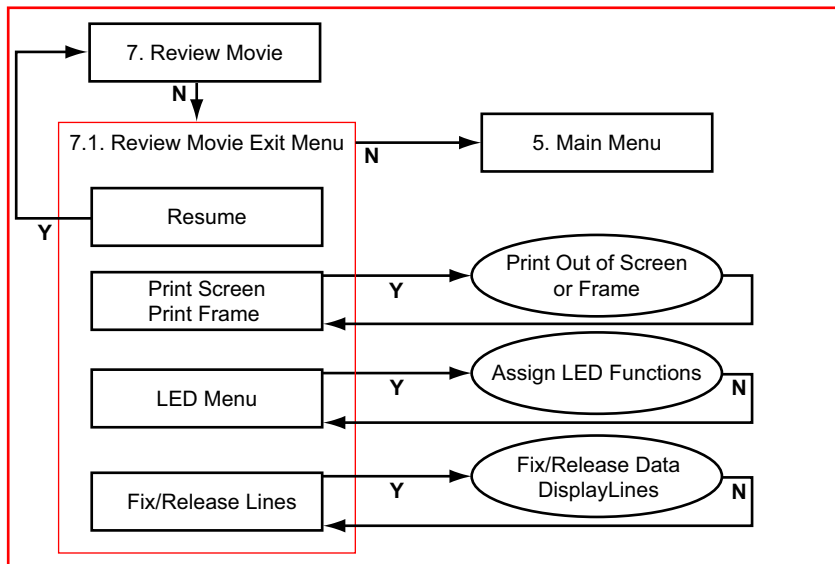 7. Review Movie
N
7.1. Review Movie Exit Menu
N
5. Main Menu
Resume
Y
Print Screen
Print Frame
Y
Print Out of Screen
or Frame
LED Menu
Y
Assign LED Functions
N
Fix/Release Lines
Y
Fix/Release Data
DisplayLines
N